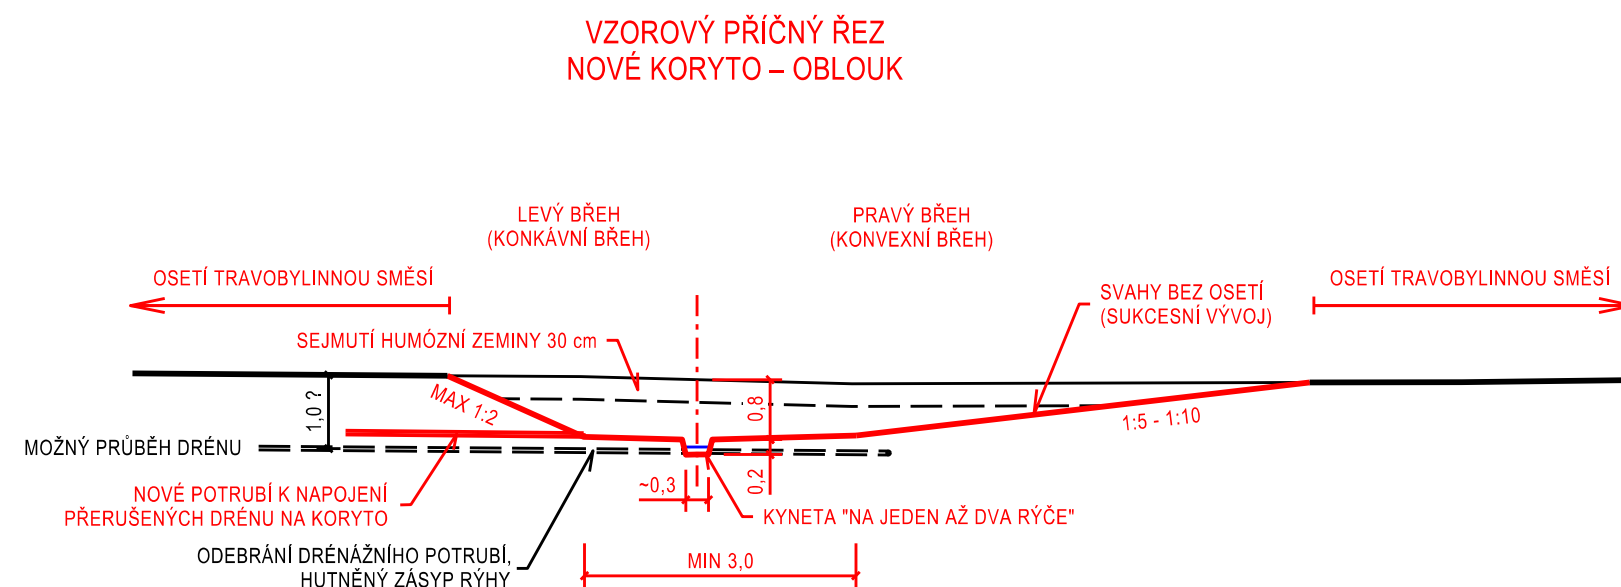 VZOROVÝ PŘÍČNÝ ŘEZ
NOVÉ KORYTO – OBLOUK
LEVÝ BŘEH
(KONKÁVNÍ BŘEH)
PRAVÝ BŘEH
(KONVEXNÍ BŘEH)
OSETÍ TRAVOBYLINNOU SMĚSÍ
OSETÍ TRAVOBYLINNOU SMĚSÍ
SVAHY BEZ OSETÍ
(SUKCESNÍ VÝVOJ)
SEJMUTÍ HUMÓZNÍ ZEMINY 30 cm
1,0 ?
MAX 1:2
0,8
1:5 - 1:10
MOŽNÝ PRŮBĚH DRÉNU
~0,3
0,2
NOVÉ POTRUBÍ K NAPOJENÍ
PŘERUŠENÝCH DRÉNU NA KORYTO
KYNETA "NA JEDEN AŽ DVA RÝČE"
ODEBRÁNÍ DRÉNÁŽNÍHO POTRUBÍ,
HUTNĚNÝ ZÁSYP RÝHY
MIN 3,0